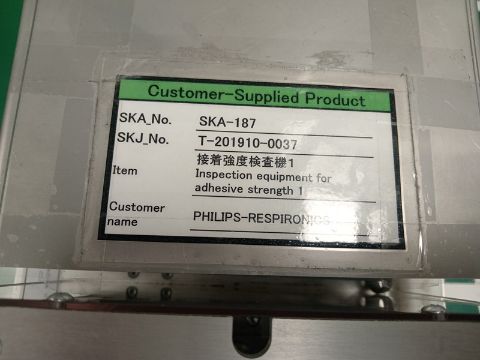 Customer-Supplied Product
SKA_No. SKA-187
SKJ_No. T-201910-0037
接着強度検査機1
Item Inspection equipment for
adhesive strength 1
Customer
name PHILIPS-RESPIRONICS